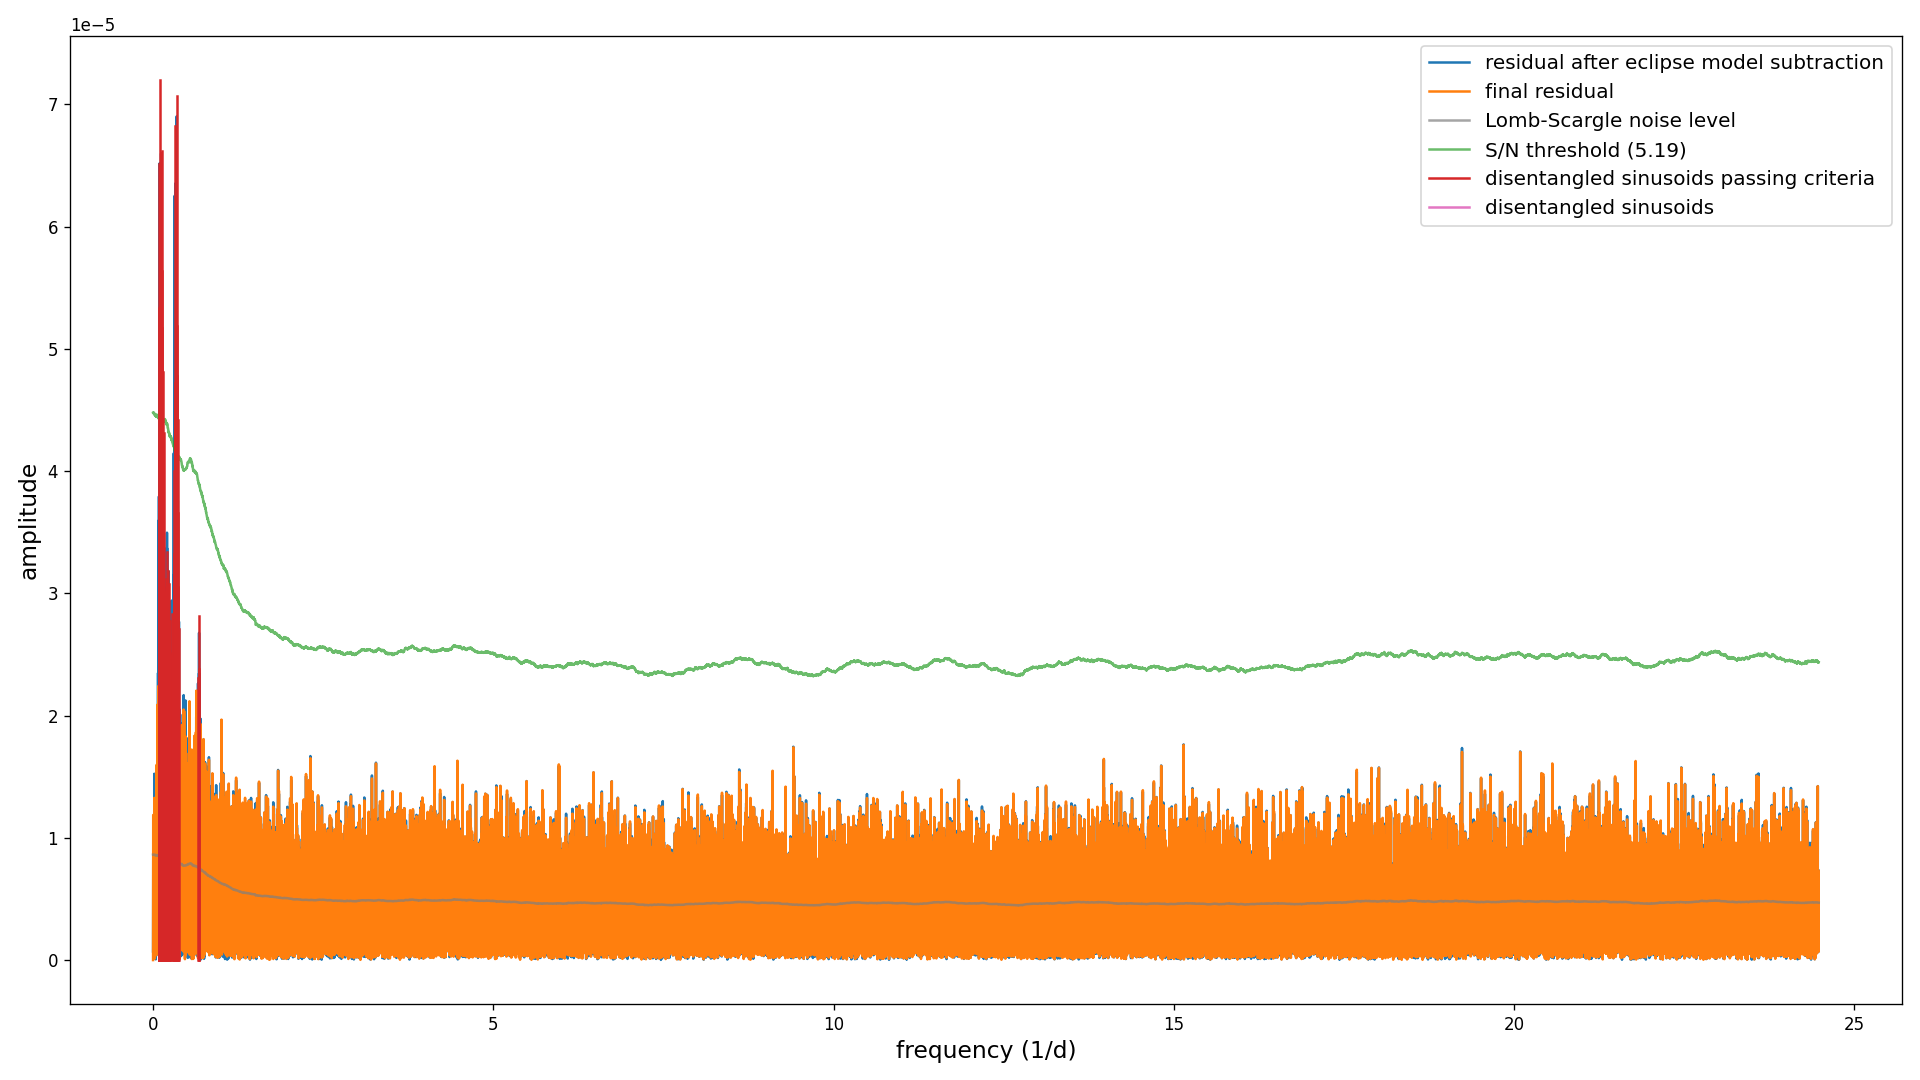 1e−5
residual after eclipse model subtraction
final residual
Lomb-Scargle noise level
S/N threshold (5.19)
disentangled sinusoids passing criteria
disentangled sinusoids
7
6
5
4
3
2
1
0
amplitude
0
5
10
15
20
25
frequency (1/d)